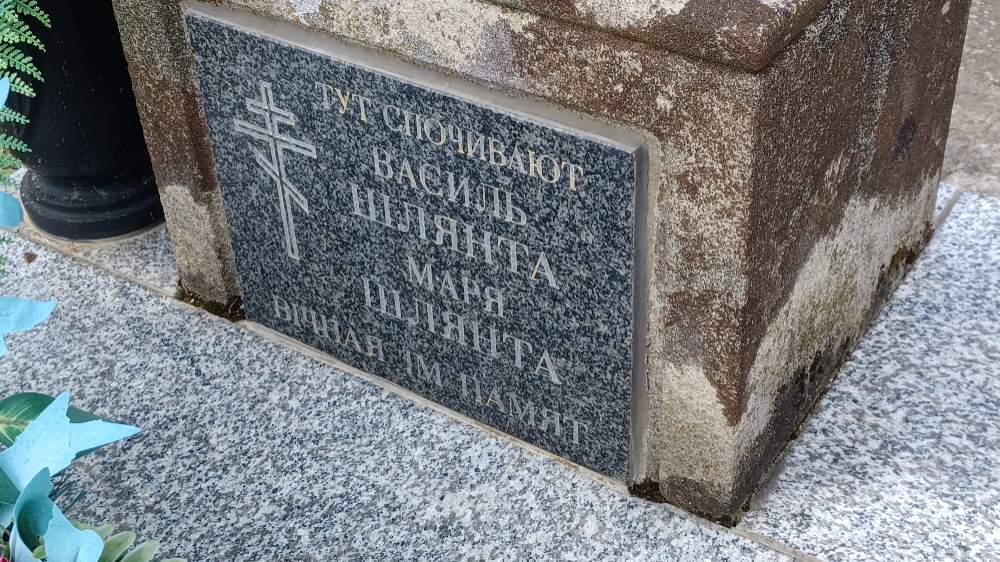 ТУТ СПОЧИВАЮТ
ВАСИЛЬ
ШЛЯНТА
МАРЯ
ШЛЯНТА
ВІЧНАЯ ІМ ПАМЯТ